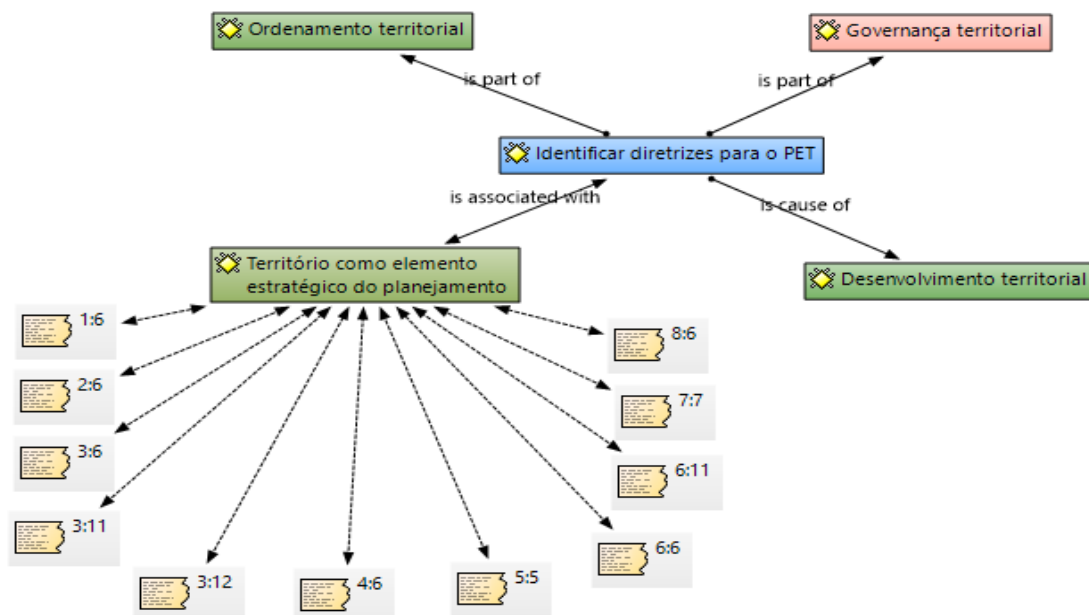 Ordenamento territorial
Governança territorial
is part of
is part of
Identificar diretrizes para o PET
is associated with
is cause of
Território como elemento
estratégico do planejamento
Desenvolvimento territorial
1:6
8:6
2:6
7:7
3:6
6:11
3:11
6:6
3:12
4:6
5:5